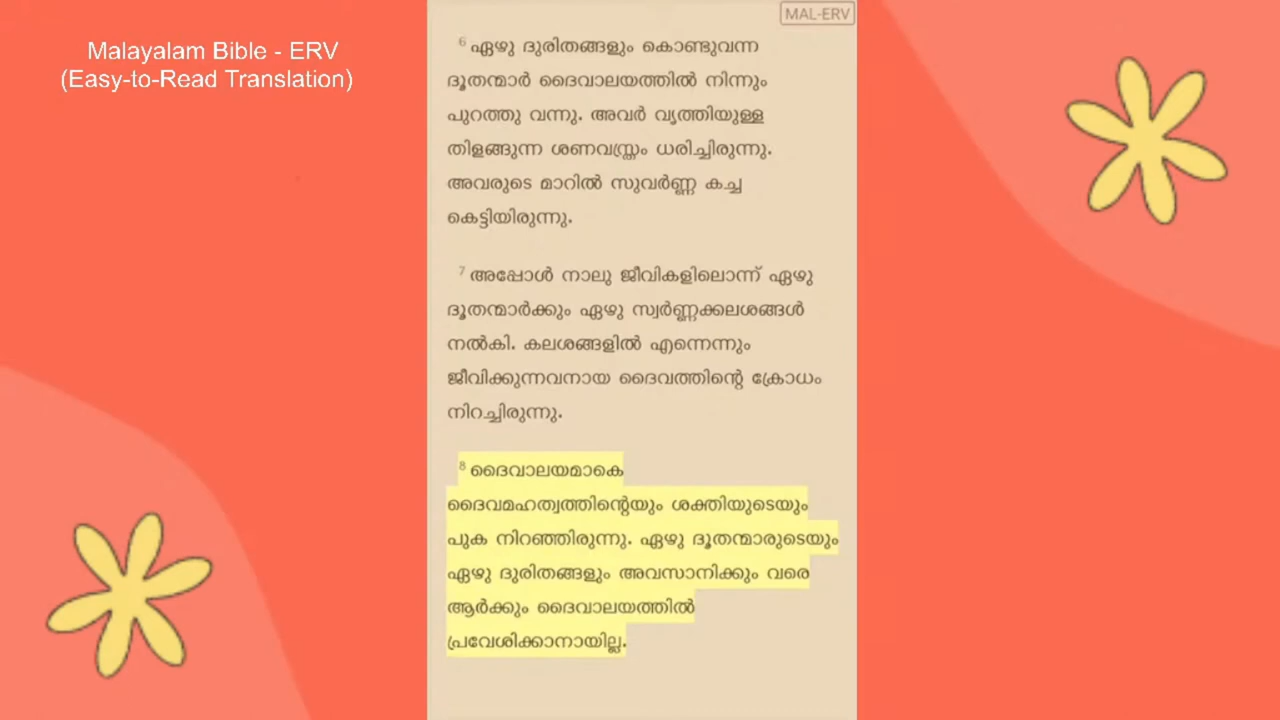 Malayalam Bible - ERV
(Easy-to-Read Translation)
MAL-ERV
6 ഏഴു ദുരിതങ്ങളും കൊണ്ടുവന്ന
ദൂതന്മാർ ദൈവാലയത്തിൽ നിന്നും
പുറത്തു വന്നു. അവർ വൃത്തിയുള്ള
തിളങ്ങുന്ന ശണവസ്ത്രം ധരിച്ചിരുന്നു.
അവരുടെ മാറിൽ സുവർണ്ണ കച്ച
കെട്ടിയിരുന്നു.
7 അപ്പോൾ നാലു ജീവികളിലൊന്ന് ഏഴു
ദൂതന്മാർക്കും ഏഴു സ്വർണ്ണക്കലശങ്ങൾ
നൽകി. കലശങ്ങളിൽ എന്നെന്നും
ജീവിക്കുന്നവനായ ദൈവത്തിന്റെ ക്രോധം
നിറച്ചിരുന്നു.
8 ദൈവാലയമാകെ
ദൈവമഹത്വത്തിന്റെയും ശക്തിയുടെയും
പുക നിറഞ്ഞിരുന്നു. ഏഴു ദൂതന്മാരുടെയും
ഏഴു ദുരിതങ്ങളും അവസാനിക്കും വരെ
ആർക്കും ദൈവാലയത്തിൽ
പ്രവേശിക്കാനായില്ല.